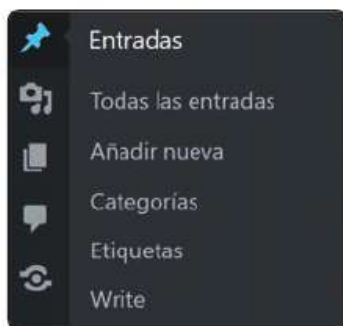 Entradas
Todas las entradas
Añadir nueva
Categorías
Etiquetas
Write